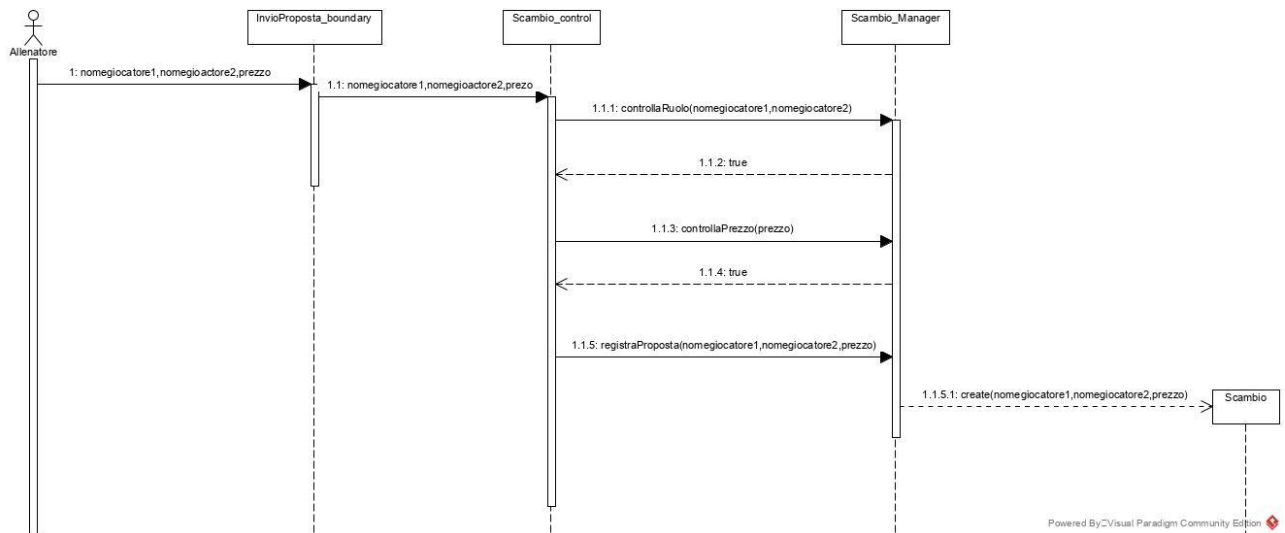 InvioProposta_boundary
Scambio_control
Scambio_Manager
Allenatore
1: nomegiocatore1,nomegioactore2,prezzo
1.1: nomegiocatore1,nomegioactore2,prezo
1.1.1: controllaRuolo(nomegiocatore1,nomegiocatore2)
1.1.2: true
1.1.3: controllaPrezzo(prezzo)
1.1.4: true
1.1.5: registraProposta(nomegiocatore1,nomegiocatore2,prezzo)
1.1.5.1: create(nomegiocatore1,nomegiocatore2,prezzo)
Scambio
Powered By Visual Paradigm Community Edition